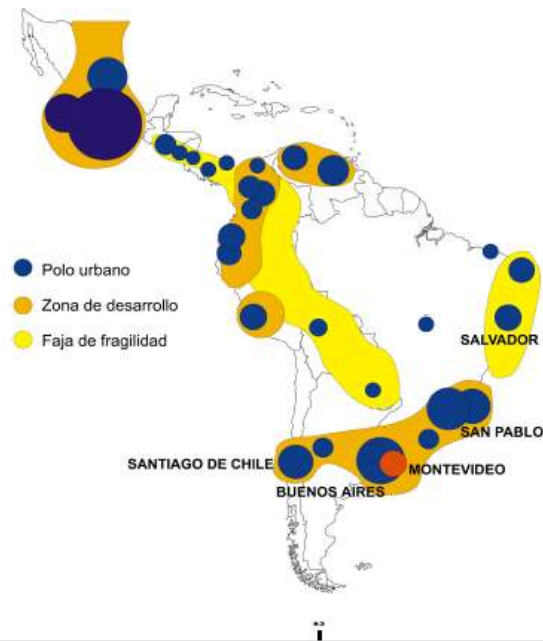 Polo urbano
Zona de desarrollo
Faja de fragilidad
SALVADOR
SAN PABLO
SANTIAGO DE CHILE
MONTEVIDEO
BUENOS AIRES